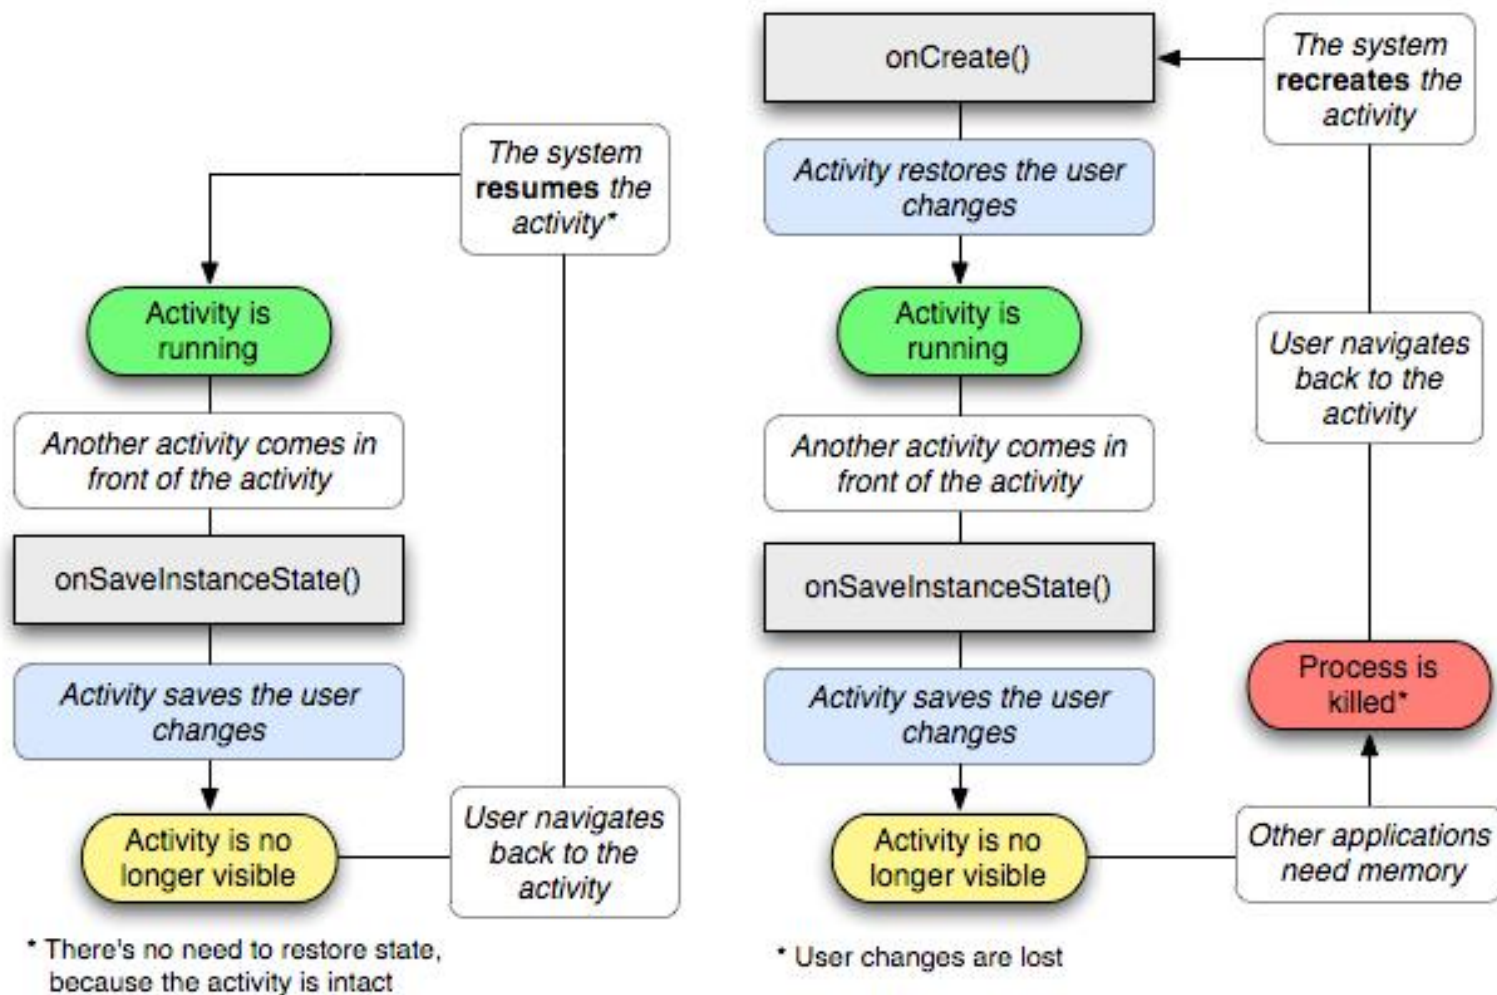 The system
resumes the
activity*
Activity is
running
Another activity comes in
front of the activity
onSaveInstanceState()
Activity saves the user
changes
Activity is no
longer visible
User navigates
back to the
activity
* There's no need to restore state,
because the activity is intact
onCreate()
Activity restores the user
changes
Activity is
running
Another activity comes in
front of the activity
onSaveInstanceState()
Activity saves the user
changes
Activity is no
longer visible
Other applications
need memory
Process is
killed*
User navigates
back to the
activity
The system
recreates the
activity
* User changes are lost